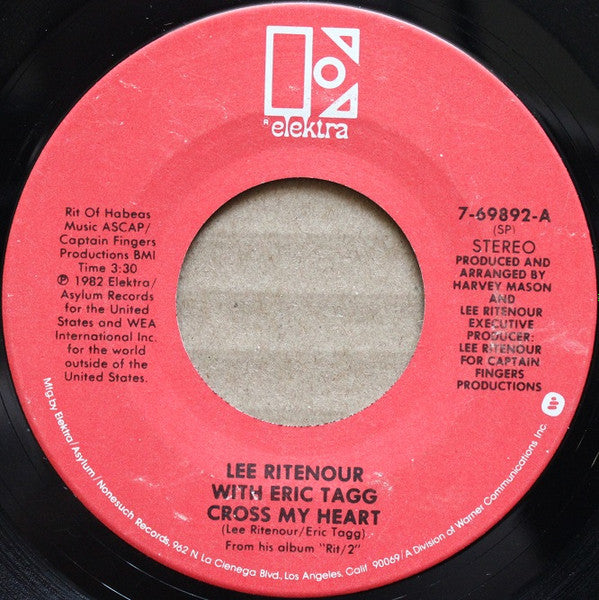 elektra
Rit Of Habeas
Music ASCAP/
Captain Fingers
Productions BMI
Time 3:30
℗ 1982 Elektra/
Asylum Records
for the United
States and WEA
International Inc.
for the world
outside of the
United States.
7-69892-A
(SP)
STEREO
PRODUCED AND
ARRANGED BY
HARVEY MASON
AND
LEE RITENOUR
EXECUTIVE
PRODUCER:
LEE RITENOUR
FOR CAPTAIN
FINGERS
PRODUCTIONS
LEE RITENOUR
WITH ERIC TAGG
CROSS MY HEART
(Lee Ritenour/Eric Tagg)
From his album "Rit/2"
Mfg. by Elektra/Asylum/Nonesuch Records, 962 N. La Cienega Blvd., Los Angeles, Calif. 90069/A Division of Warner Communications Inc.